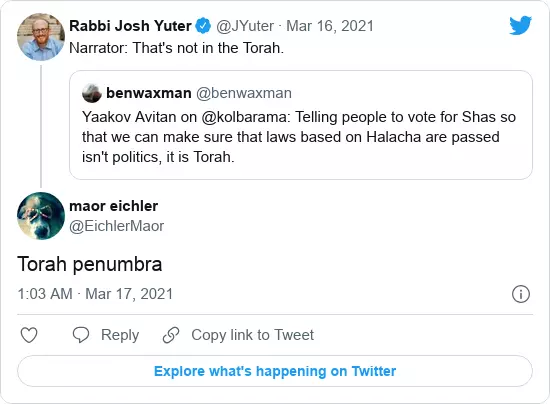 Rabbi Josh Yuter @JYuter · Mar 16, 2021
Narrator: That's not in the Torah.
benwaxman @benwaxman
Yaakov Avitan on @kolbarama: Telling people to vote for Shas so
that we can make sure that laws based on Halacha are passed
isn't politics, it is Torah.
maor eichler
@EichlerMaor
Torah penumbra
1:03 AM · Mar 17, 2021
Reply
Copy link to Tweet
Explore what's happening on Twitter